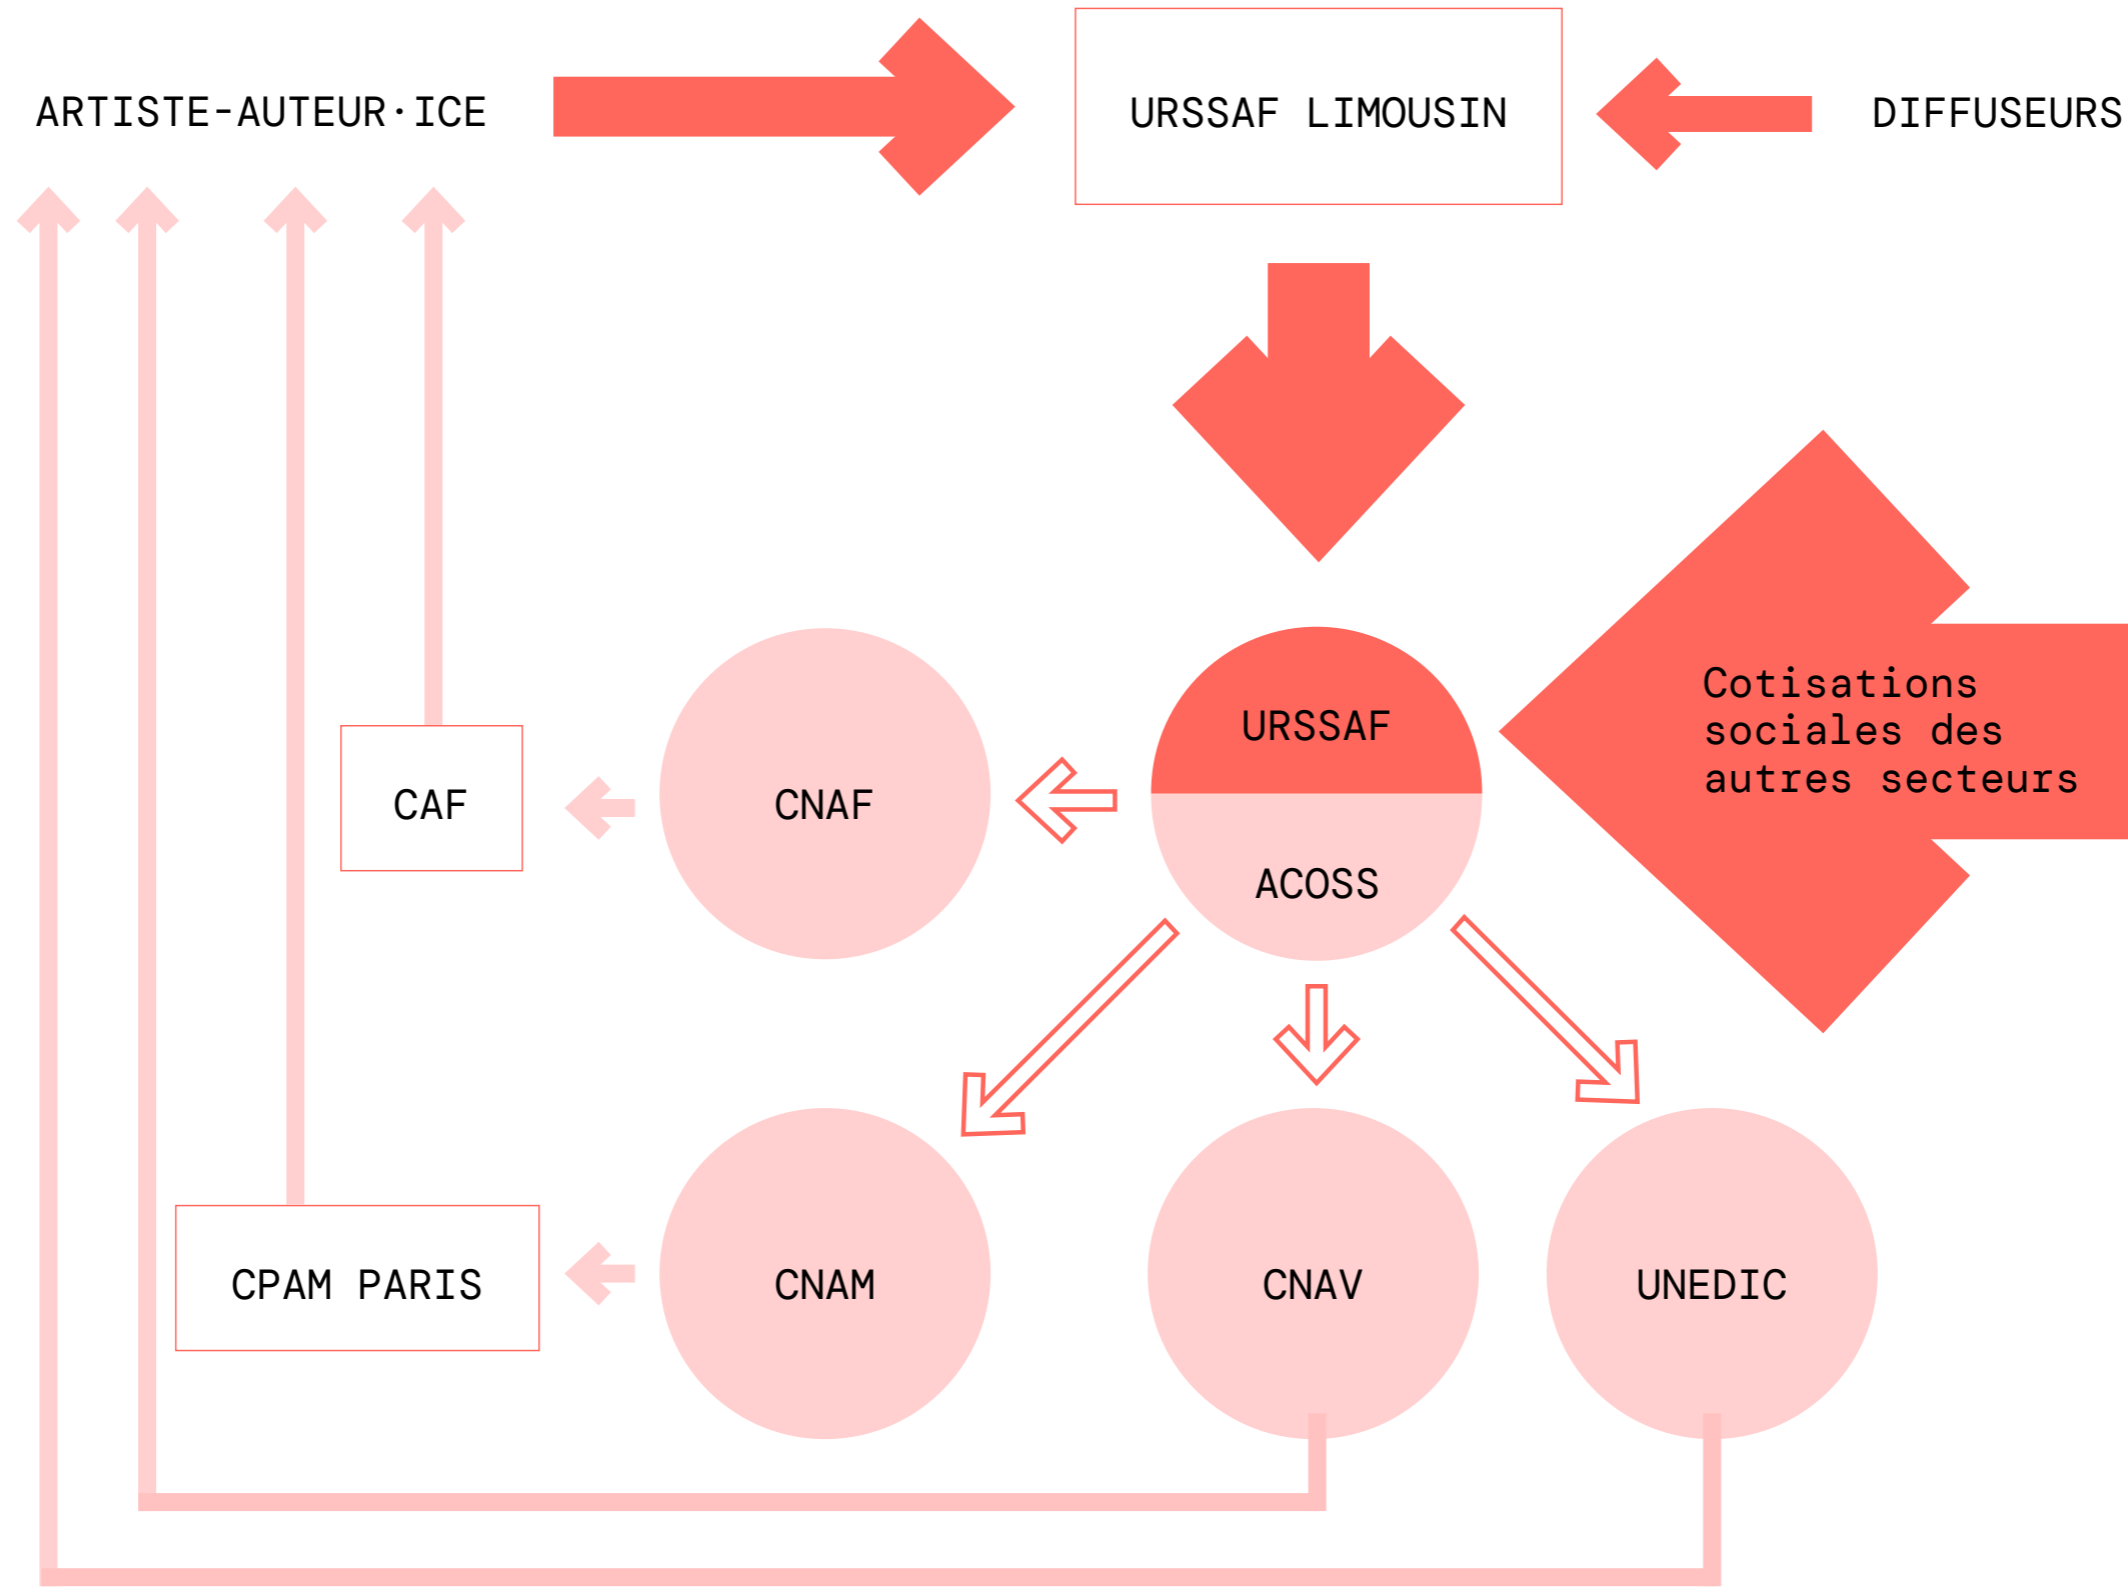 ARTISTE-AUTEUR·ICE
URSSAF LIMOUSIN
DIFFUSEURS
Cotisations
sociales des
autres secteurs
URSSAF
ACOSS
CNAF
CAF
CPAM PARIS
CNAM
CNAV
UNEDIC